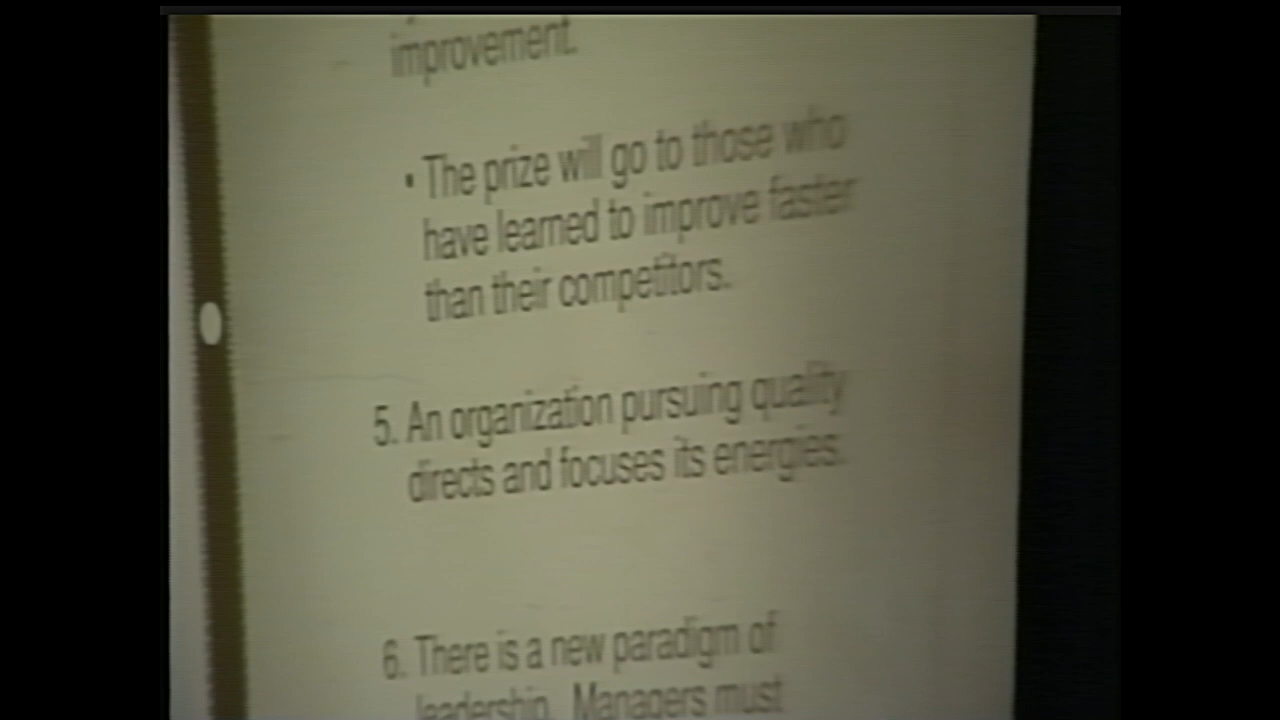 improvement.
• The prize will go to those who
have learned to improve faster
than their competitors.
5. An organization pursuing quality
directs and focuses its energies.
6. There is a new paradigm of
leadership. Managers must